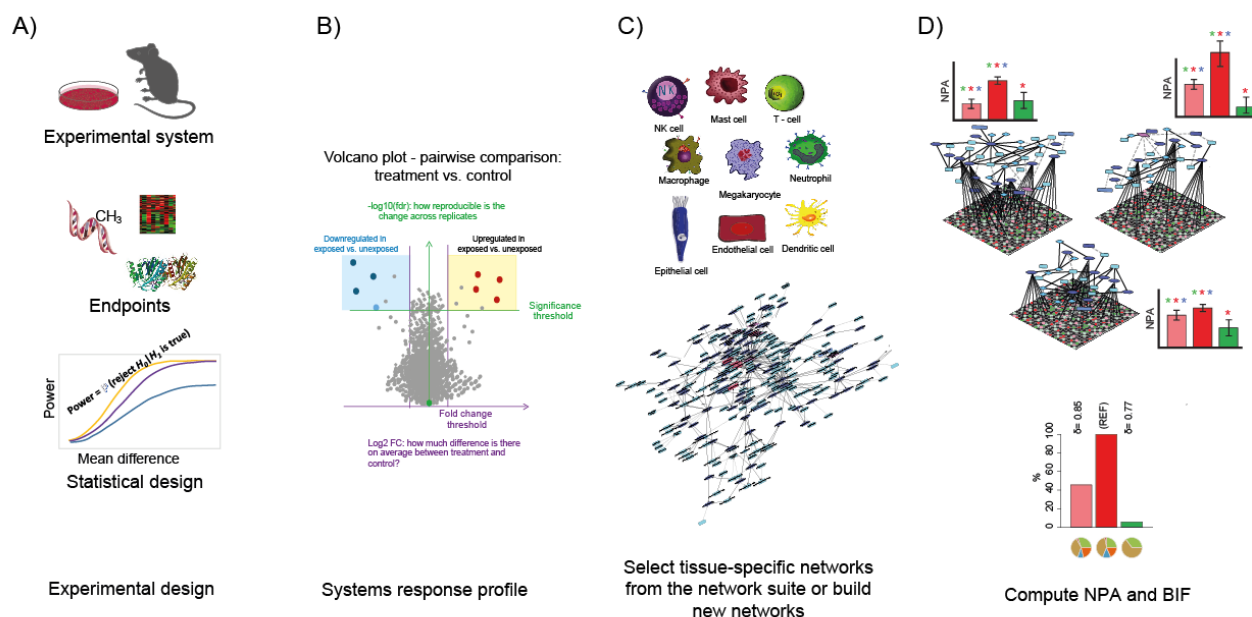 A)
Experimental system
CH3
Endpoints
Power = ℙ (reject H0|H1 is true)
Power
Mean difference
Statistical design
Experimental design
B)
Volcano plot - pairwise comparison:
treatment vs. control
-log10(fdr): how reproducible is the
change across replicates
Downregulated in
exposed vs. unexposed
Upregulated in
exposed vs. unexposed
Significance
threshold
Fold change
threshold
Log2 FC: how much difference is there
on average between treatment and
control?
Systems response profile
C)
NK
NK cell
Mast cell
T - cell
Macrophage
Megakaryocyte
Neutrophil
Epithelial cell
Endothelial cell
Dendritic cell
Select tissue-specific networks
from the network suite or build
new networks
D)
***
***
*
NPA
***
***
*
NPA
***
***
*
NPA
δ= 0.85
(REF)
δ= 0.77
%
100
80
60
40
20
0
Compute NPA and BIF